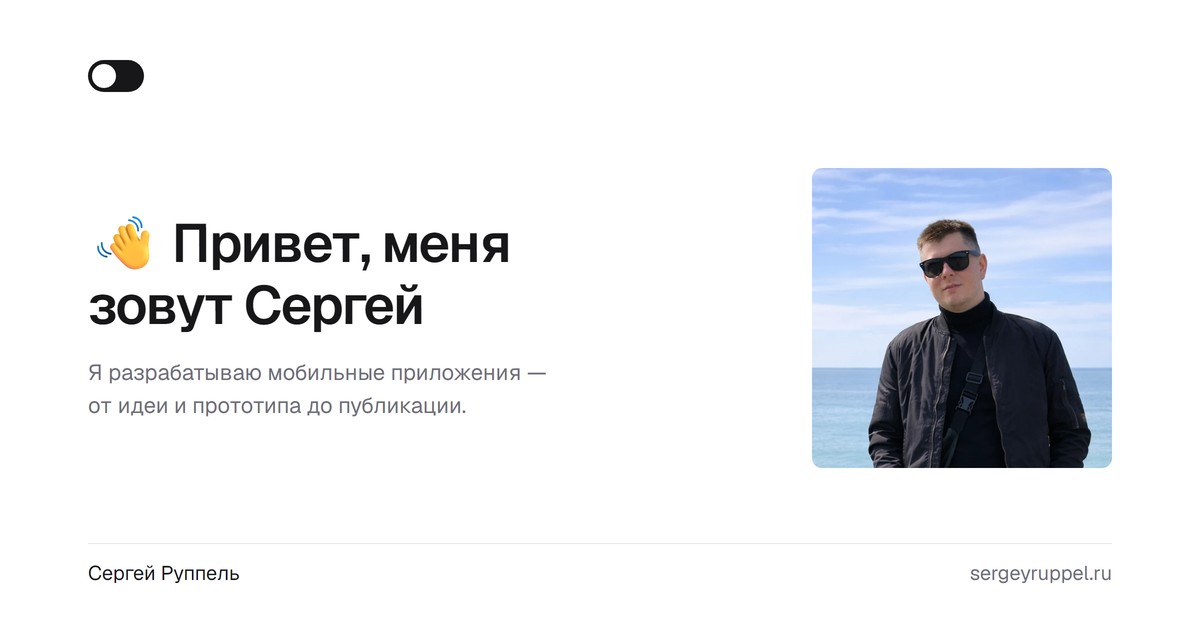 👋 Привет, меня
зовут Сергей
Я разрабатываю мобильные приложения —
от идеи и прототипа до публикации.
Сергей Руппель
sergeyruppel.ru